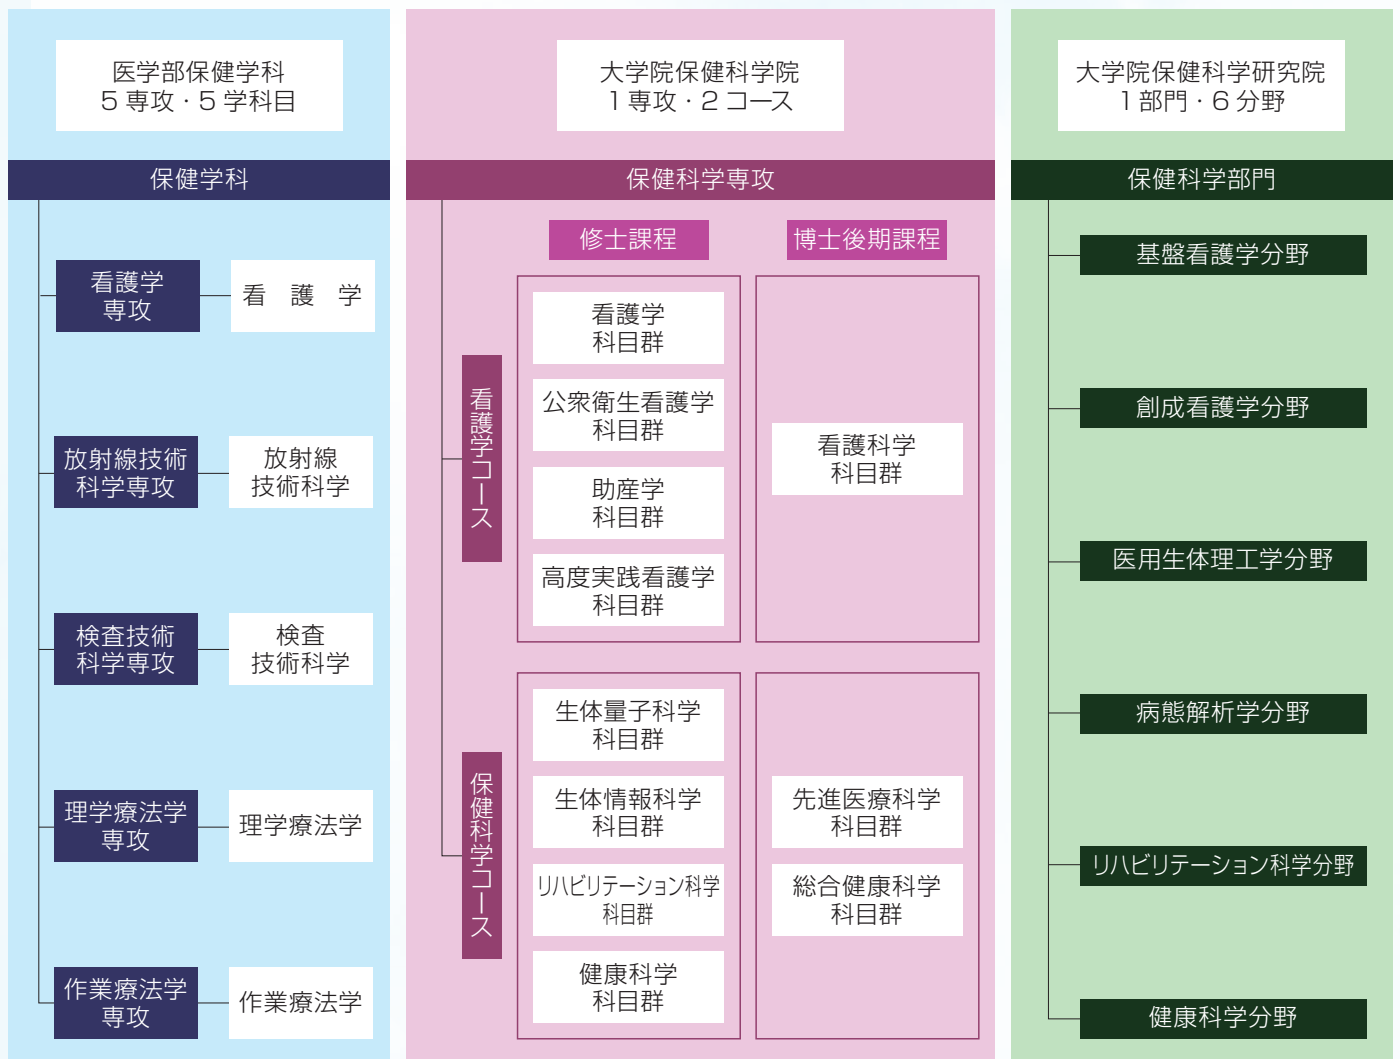 医学部保健学科
5専攻・5学科目
保健学科
看護学
専攻
看　護　学
放射線技術
科学専攻
放射線
技術科学
検査技術
科学専攻
検査
技術科学
理学療法学
専攻
理学療法学
作業療法学
専攻
作業療法学
大学院保健科学院
1専攻・2コース
保健科学専攻
修士課程
博士後期課程
看護学コース
看護学
科目群
公衆衛生看護学
科目群
助産学
科目群
高度実践看護学
科目群
看護科学
科目群
保健科学コース
生体量子科学
科目群
生体情報科学
科目群
リハビリテーション科学
科目群
健康科学
科目群
先進医療科学
科目群
総合健康科学
科目群
大学院保健科学研究院
1部門・6分野
保健科学部門
基盤看護学分野
創成看護学分野
医用生体理工学分野
病態解析学分野
リハビリテーション科学分野
健康科学分野